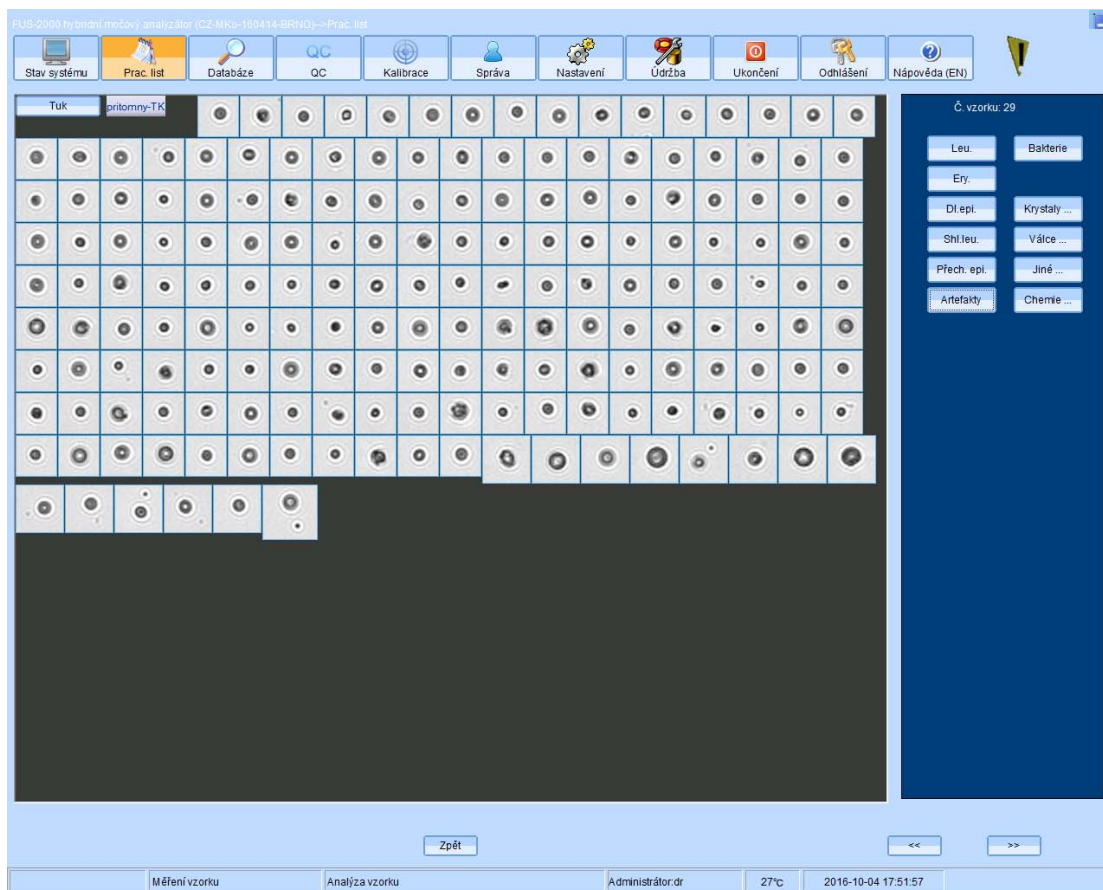 FUS-2000 hybridní močový analyzátor (CZ-MKb-160414-BRNO)-->Prac. list
QC
Stav systému Prac. list Databáze QC Kalibrace Správa Nastavení Údržba Ukončení Odhlášení Nápověda (EN)
Tuk pritomny-TK
Č. vzorku: 29
Leu. Bakterie
Ery.
Dl.epi. Krystaly ...
Shl.leu. Válce ...
Přech. epi. Jiné ...
Artefakty Chemie ...
Zpět << >>
Měření vzorku Analýza vzorku Administrátor:dr 27°C 2016-10-04 17:51:57